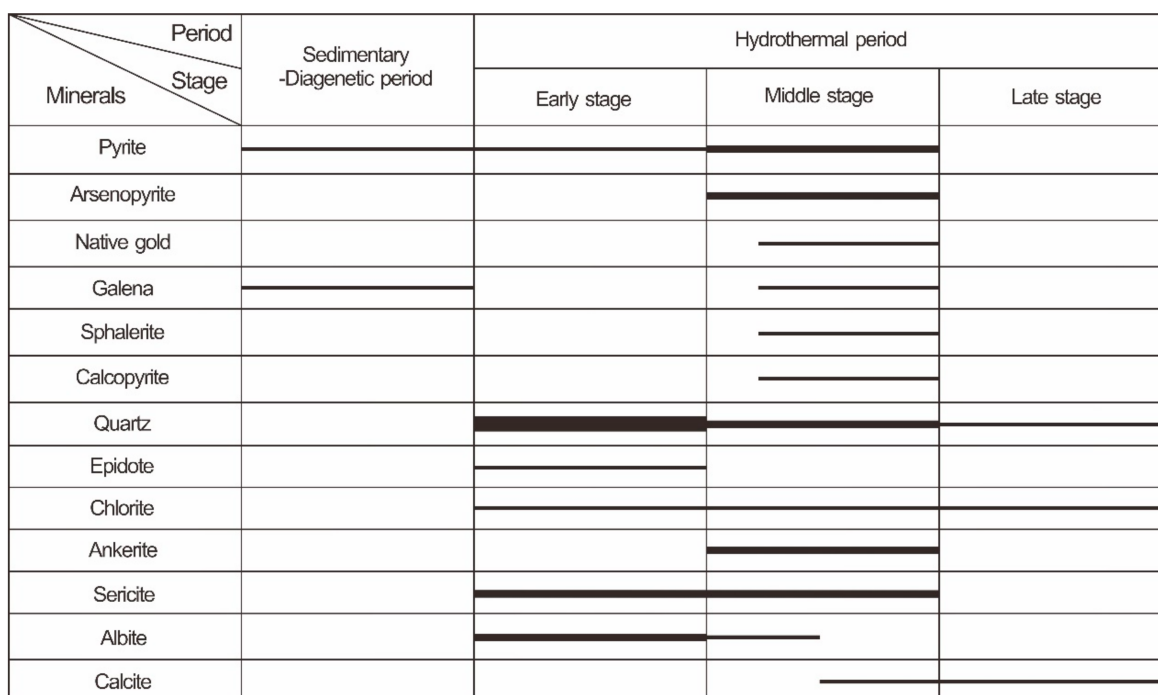 Period
Stage
Minerals
Sedimentary
-Diagenetic period
Hydrothermal period
Early stage
Middle stage
Late stage
Pyrite
Arsenopyrite
Native gold
Galena
Sphalerite
Calcopyrite
Quartz
Epidote
Chlorite
Ankerite
Sericite
Albite
Calcite